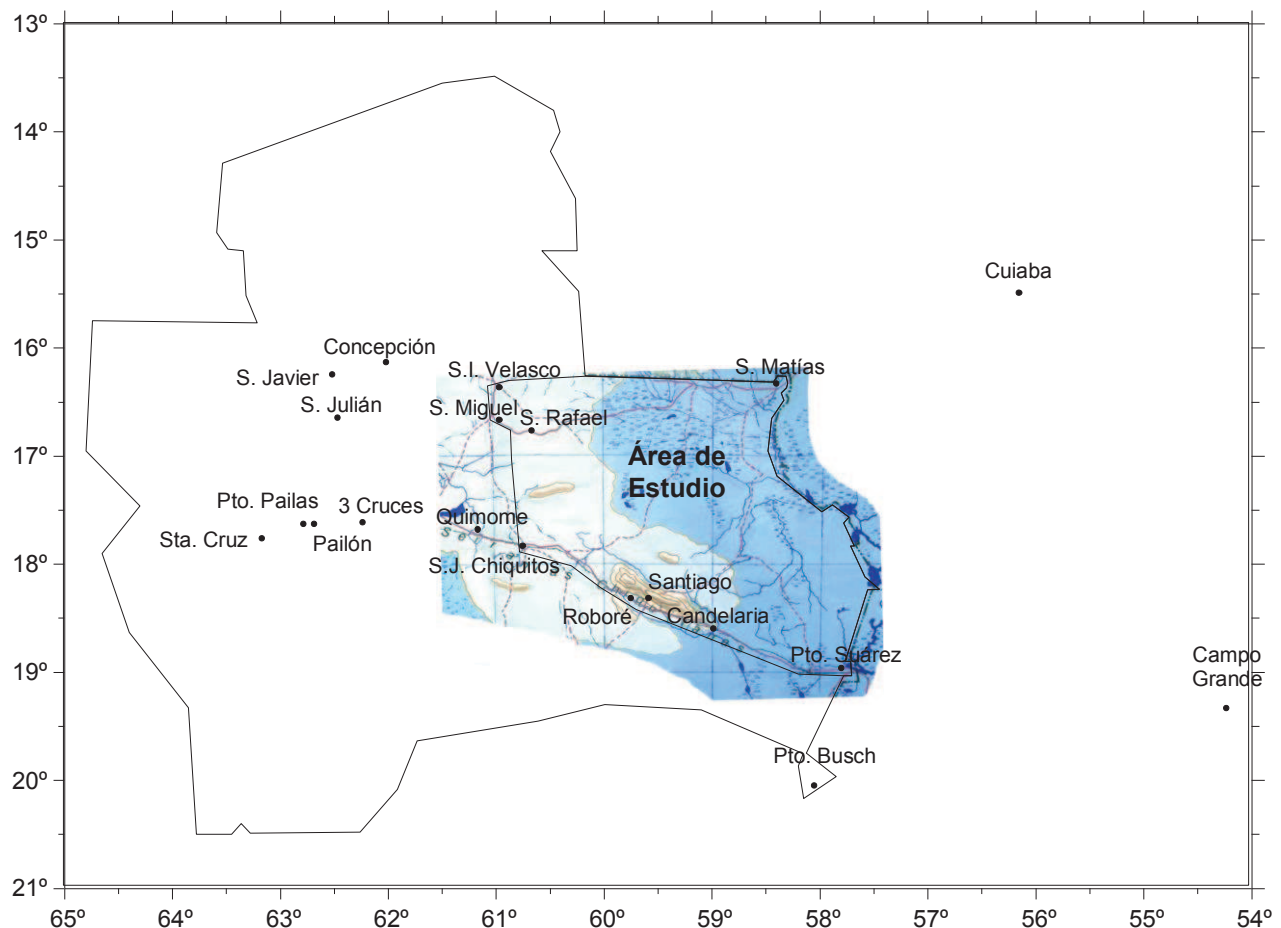 13º
14º
15º
Cuiaba
16º
Concepción
S. Javier
S.I. Velasco
S. Matías
S. Julián
S. Miguel
S. Rafael
17º
Área de
Estudio
Pto. Pailas
3 Cruces
Quimome
Sta. Cruz
Pailón
18º
S.J. Chiquitos
Santiago
Roboré
Candelaria
Pto. Suárez
19º
Campo
Grande
Pto. Busch
20º
21º
65º 64º 63º 62º 61º 60º 59º 58º 57º 56º 55º 54º